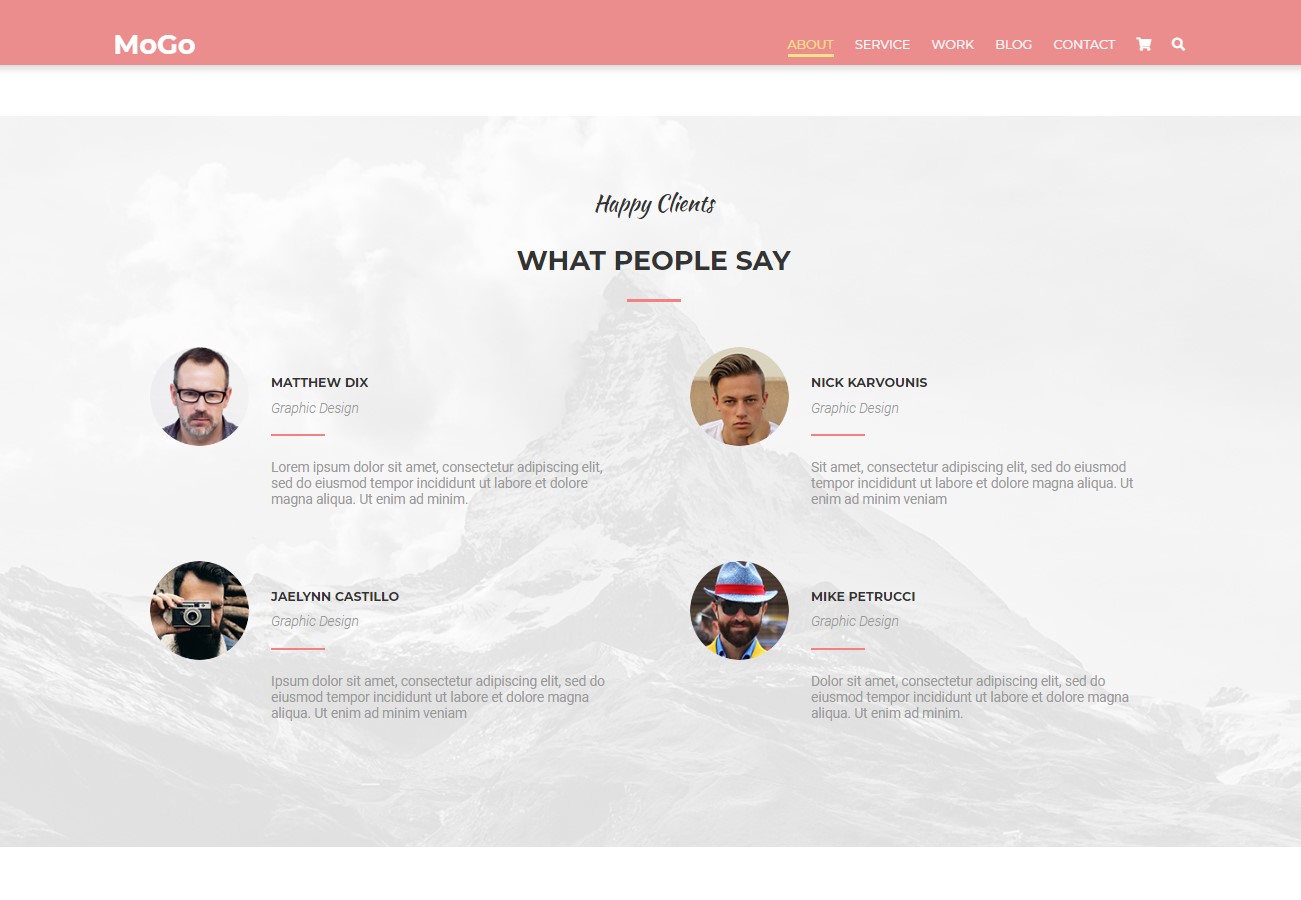 MoGo
ABOUT SERVICE WORK BLOG CONTACT
Happy Clients
WHAT PEOPLE SAY
MATTHEW DIX
Graphic Design
Lorem ipsum dolor sit amet, consectetur adipiscing elit,
sed do eiusmod tempor incididunt ut labore et dolore
magna aliqua. Ut enim ad minim.
NICK KARVOUNIS
Graphic Design
Sit amet, consectetur adipiscing elit, sed do eiusmod
tempor incididunt ut labore et dolore magna aliqua. Ut
enim ad minim veniam
JAELYNN CASTILLO
Graphic Design
Ipsum dolor sit amet, consectetur adipiscing elit, sed do
eiusmod tempor incididunt ut labore et dolore magna
aliqua. Ut enim ad minim veniam
MIKE PETRUCCI
Graphic Design
Dolor sit amet, consectetur adipiscing elit, sed do
eiusmod tempor incididunt ut labore et dolore magna
aliqua. Ut enim ad minim.